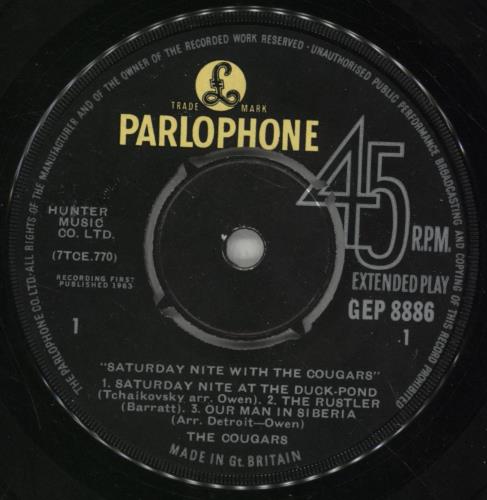 THE PARLOPHONE CO.LTD.-ALL RIGHTS OF THE MANUFACTURER AND OF THE OWNER OF THE RECORDED WORK RESERVED-UNAUTHORISED PUBLIC PERFORMANCE BROADCASTING AND COPYING OF THIS RECORD PROHIBITED
£
TRADE MARK
PARLOPHONE
45
R.P.M.
EXTENDED PLAY
GEP 8886
1
HUNTER
MUSIC
CO. LTD.
(7TCE.770)
RECORDING FIRST
PUBLISHED 1963
1
"SATURDAY NITE WITH THE COUGARS"
1. SATURDAY NITE AT THE DUCK-POND
(Tchaikovsky arr. Owen). 2. THE RUSTLER
(Barratt). 3. OUR MAN IN SIBERIA
(Arr. Detroit—Owen)
THE COUGARS
MADE IN Gt. BRITAIN